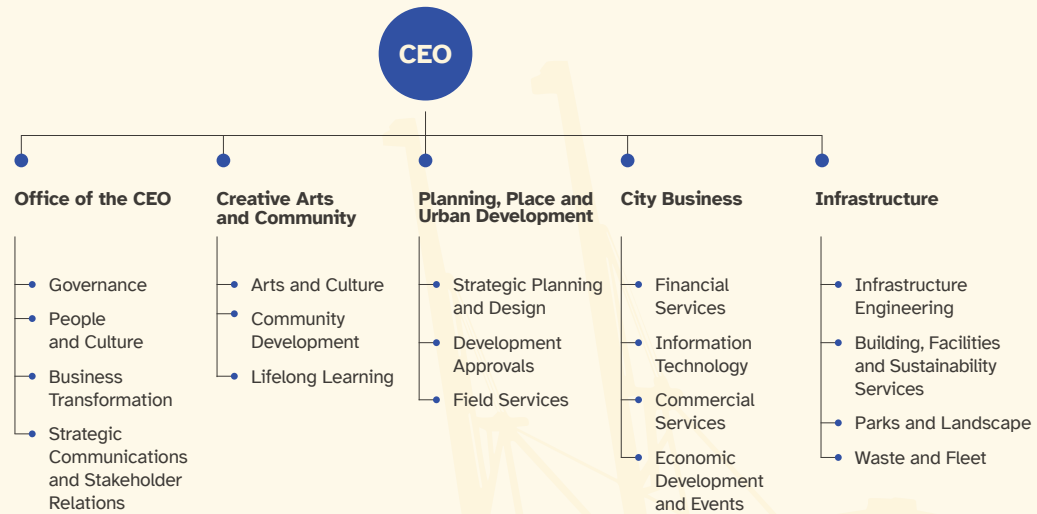 CEO
Office of the CEO
Governance
People
and Culture
Business
Transformation
Strategic
Communications
and Stakeholder
Relations
Creative Arts
and Community
Arts and Culture
Community
Development
Lifelong Learning
Planning, Place and
Urban Development
Strategic Planning
and Design
Development
Approvals
Field Services
City Business
Financial
Services
Information
Technology
Commercial
Services
Economic
Development
and Events
Infrastructure
Infrastructure
Engineering
Building, Facilities
and Sustainability
Services
Parks and Landscape
Waste and Fleet